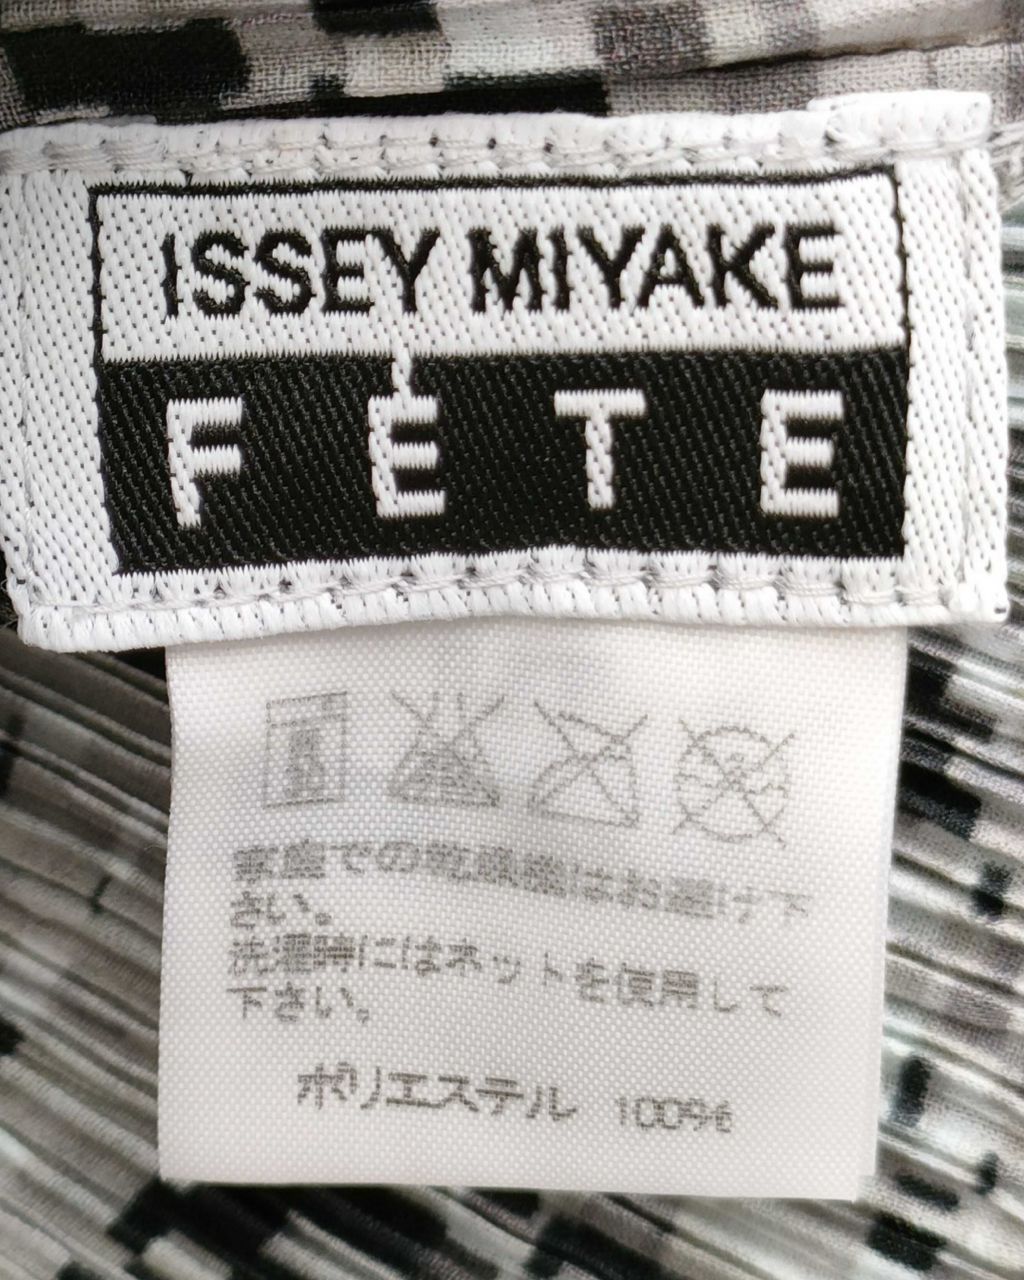 ISSEY MIYAKE
FÊTE
家庭での乾燥機はお避け下
さい。
洗濯時にはネットを使用して
下さい。
ポリエステル 100%